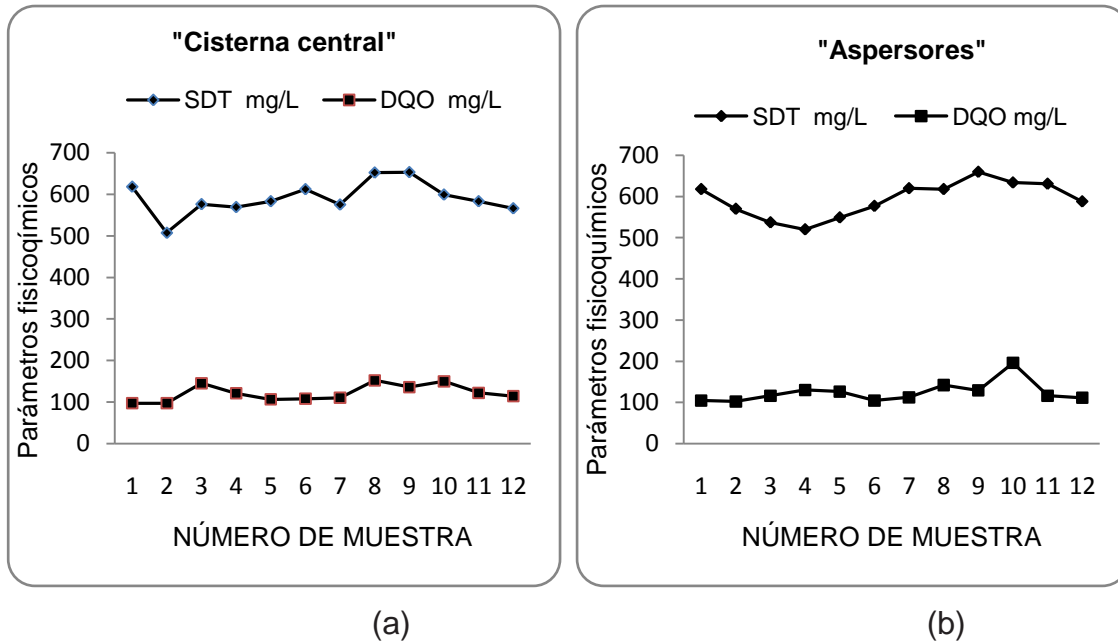 "Cisterna central"
SDT mg/L DQO mg/L
Parámetros fisicoqímicos
700
600
500
400
300
200
100
0
1 2 3 4 5 6 7 8 9 10 11 12
NÚMERO DE MUESTRA
(a)
"Aspersores"
SDT mg/L DQO mg/L
Parámetros fisicoquímicos
700
600
500
400
300
200
100
0
1 2 3 4 5 6 7 8 9 10 11 12
NÚMERO DE MUESTRA
(b)